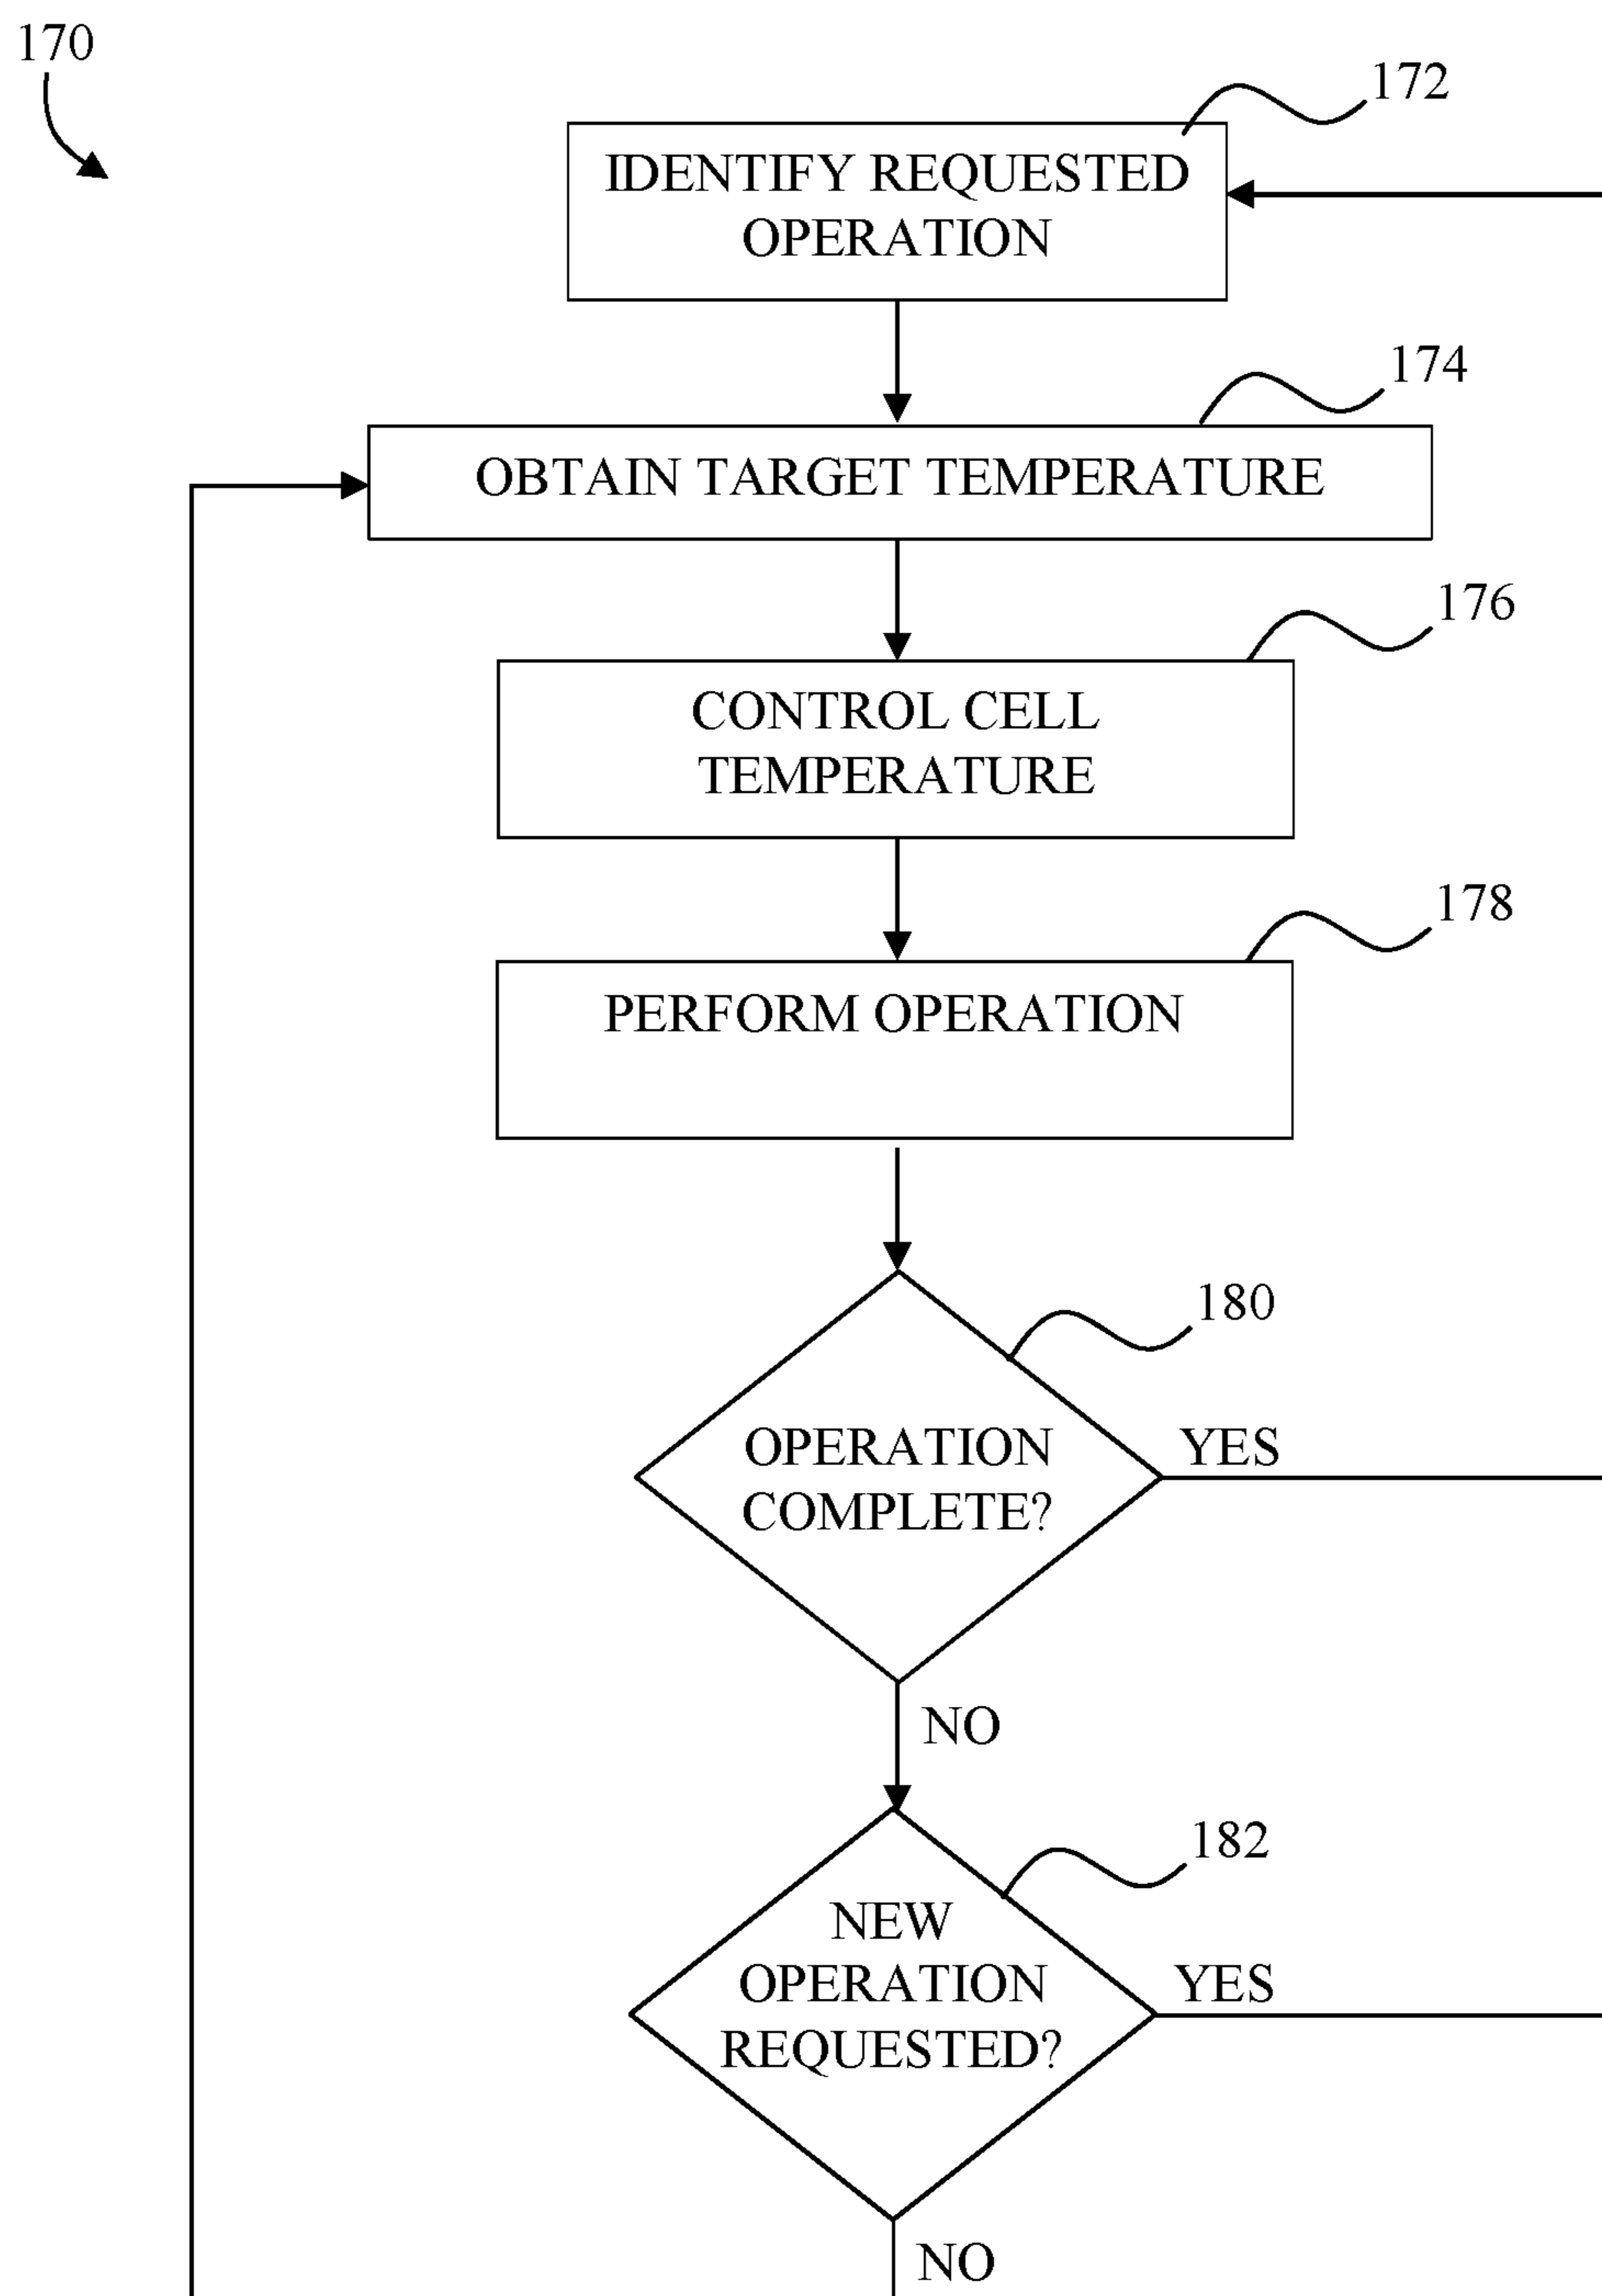 170
172
IDENTIFY REQUESTED
OPERATION
174
OBTAIN TARGET TEMPERATURE
176
CONTROL CELL
TEMPERATURE
178
PERFORM OPERATION
180
OPERATION
COMPLETE?
YES
NO
182
NEW
OPERATION
REQUESTED?
YES
NO